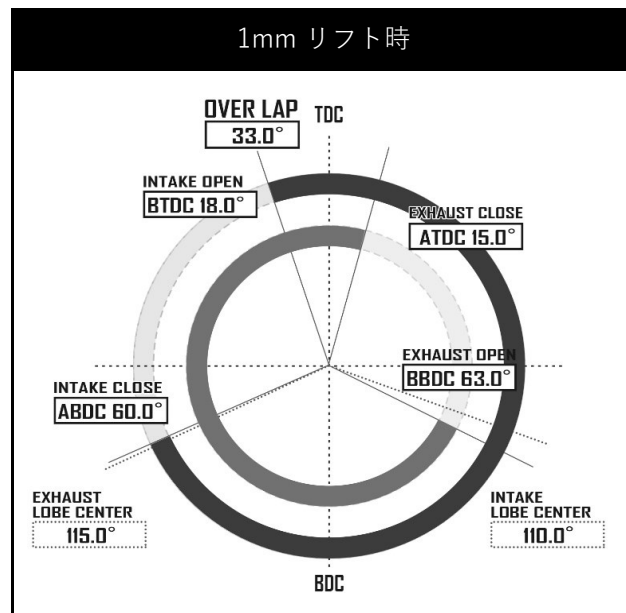 1mm リフト時
OVER LAP
33.0°
TDC
INTAKE OPEN
BTDC 18.0°
EXHAUST CLOSE
ATDC 15.0°
EXHAUST OPEN
BBDC 63.0°
INTAKE CLOSE
ABDC 60.0°
EXHAUST
LOBE CENTER
115.0°
INTAKE
LOBE CENTER
110.0°
BDC